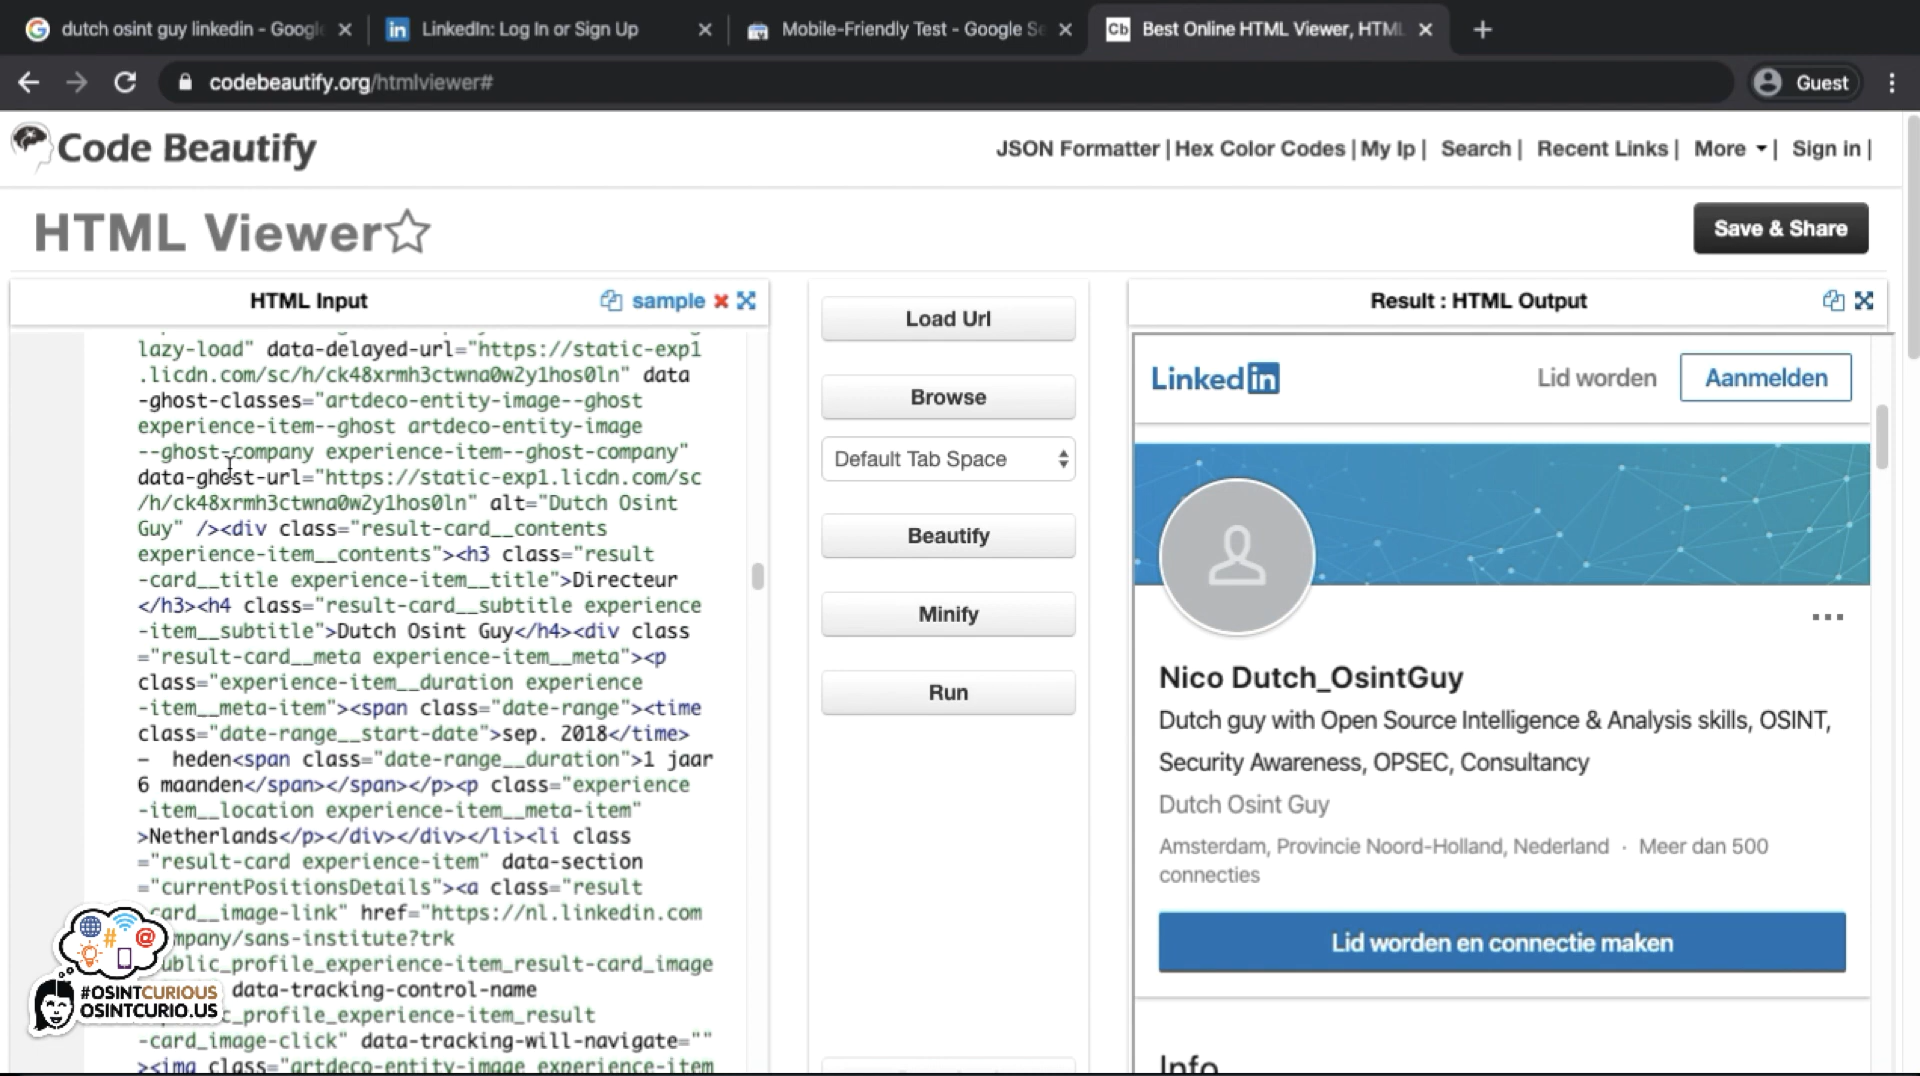 dutch osint guy linkedin - Google
LinkedIn: Log In or Sign Up
Mobile-Friendly Test - Google Se
Cb Best Online HTML Viewer, HTML
codebeautify.org/htmlviewer#
Guest
Code Beautify
JSON Formatter | Hex Color Codes | My Ip | Search | Recent Links | More | Sign in |
HTML Viewer
Save & Share
HTML Input
sample
lazy-load" data-delayed-url="https://static-exp1
.licdn.com/sc/h/ck48xrmh3ctwna0w2y1hos0ln" data
-ghost-classes="artdeco-entity-image--ghost
experience-item--ghost artdeco-entity-image
--ghost-company experience-item--ghost-company"
data-ghost-url="https://static-exp1.licdn.com/sc
/h/ck48xrmh3ctwna0w2y1hos0ln" alt="Dutch Osint
Guy" /><div class="result-card__contents
experience-item__contents"><h3 class="result
-card__title experience-item__title">Directeur
</h3><h4 class="result-card__subtitle experience
-item__subtitle">Dutch Osint Guy</h4><div class
="result-card__meta experience-item__meta"><p
class="experience-item__duration experience
-item__meta-item"><span class="date-range"><time
class="date-range__start-date">sep. 2018</time>
– heden<span class="date-range__duration">1 jaar
6 maanden</span></span></p><p class="experience
-item__location experience-item__meta-item"
>Netherlands</p></div></div></li><li class
="result-card experience-item" data-section
="currentPositionsDetails"><a class="result
-card__image-link" href="https://nl.linkedin.com
mpany/sans-institute?trk
ublic_profile_experience-item_result-card_image
data-tracking-control-name
c_profile_experience-item_result
-card_image-click" data-tracking-will-navigate=""
><img class="artdeco-entity-image experience-item
#OSINTCURIOUS
OSINTCURIO.US
Load Url
Browse
Default Tab Space
Beautify
Minify
Run
Result : HTML Output
Linked in
Lid worden
Aanmelden
Nico Dutch_OsintGuy
Dutch guy with Open Source Intelligence & Analysis skills, OSINT,
Security Awareness, OPSEC, Consultancy
Dutch Osint Guy
Amsterdam, Provincie Noord-Holland, Nederland · Meer dan 500
connecties
Lid worden en connectie maken
Info